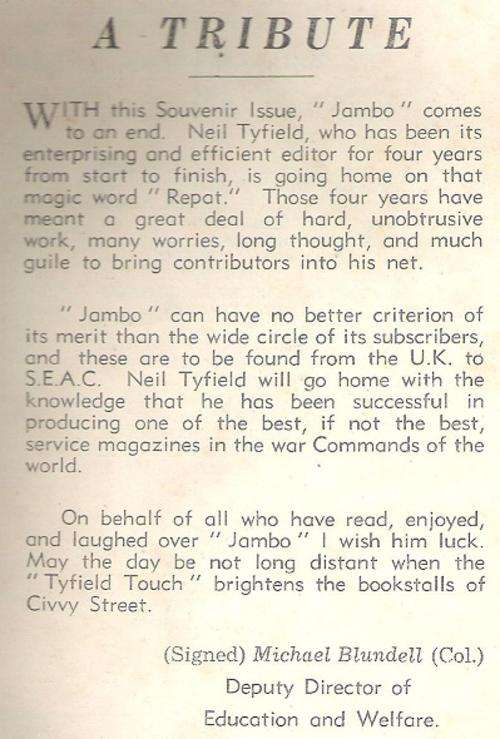 A TRIBUTE
WITH this Souvenir Issue, "Jambo" comes
to an end. Neil Tyfield, who has been its
enterprising and efficient editor for four years
from start to finish, is going home on that
magic word "Repat." Those four years have
meant a great deal of hard, unobtrusive
work, many worries, long thought, and much
guile to bring contributors into his net.
"Jambo" can have no better criterion of
its merit than the wide circle of its subscribers,
and these are to be found from the U.K. to
S.E.A.C. Neil Tyfield will go home with the
knowledge that he has been successful in
producing one of the best, if not the best,
service magazines in the war Commands of the
world.
On behalf of all who have read, enjoyed,
and laughed over "Jambo" I wish him luck.
May the day be not long distant when the
"Tyfield Touch" brightens the bookstalls of
Civvy Street.
(Signed) Michael Blundell (Col.)
Deputy Director of
Education and Welfare.